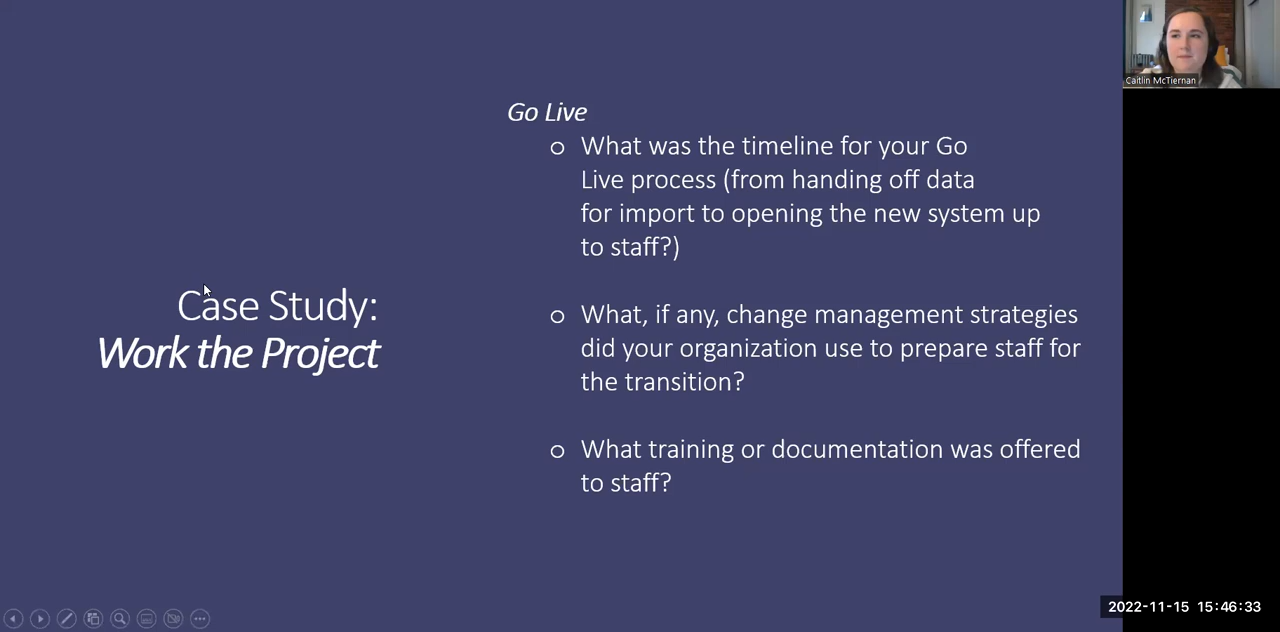 Caitlin McTiernan
Go Live
o What was the timeline for your Go
Live process (from handing off data
for import to opening the new system up
to staff?)
Case Study:
Work the Project
o What, if any, change management strategies
did your organization use to prepare staff for
the transition?
o What training or documentation was offered
to staff?
2022-11-15 15:46:33